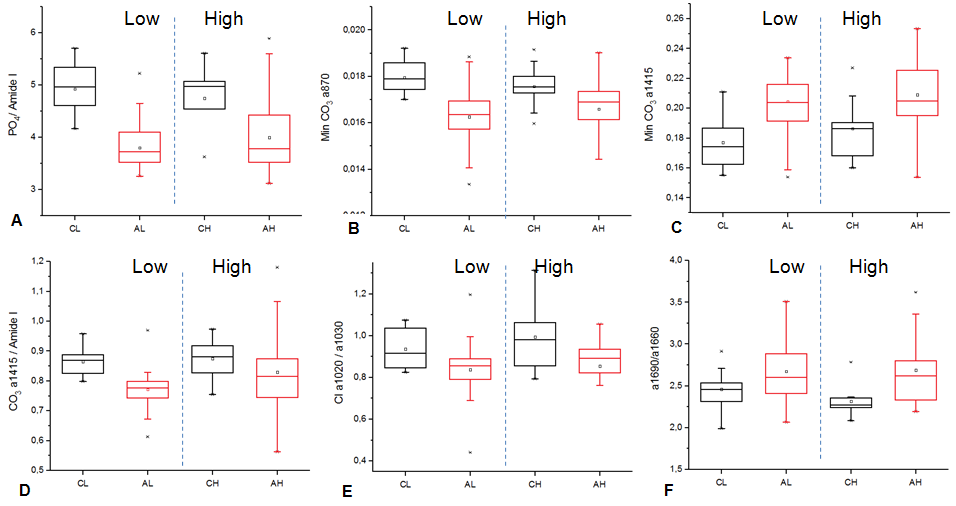 Low High
6
5
4
3
PO4/ Amide I
CL AL CH AH
A
Low High
0,020
0,018
0,016
0,014
0,012
Min CO3 a870
CL AL CH AH
B
Low High
0,26
0,24
0,22
0,20
0,18
0,16
0,14
Min CO3 a1415
CL AL CH AH
C
Low High
1,2
1,1
1,0
0,9
0,8
0,7
0,6
0,5
CO3 a1415 / Amide I
CL AL CH AH
D
Low High
1,2
1,0
0,8
0,6
0,4
CI a1020 / a1030
CL AL CH AH
E
Low High
4,0
3,5
3,0
2,5
2,0
1,5
a1690/a1660
CL AL CH AH
F